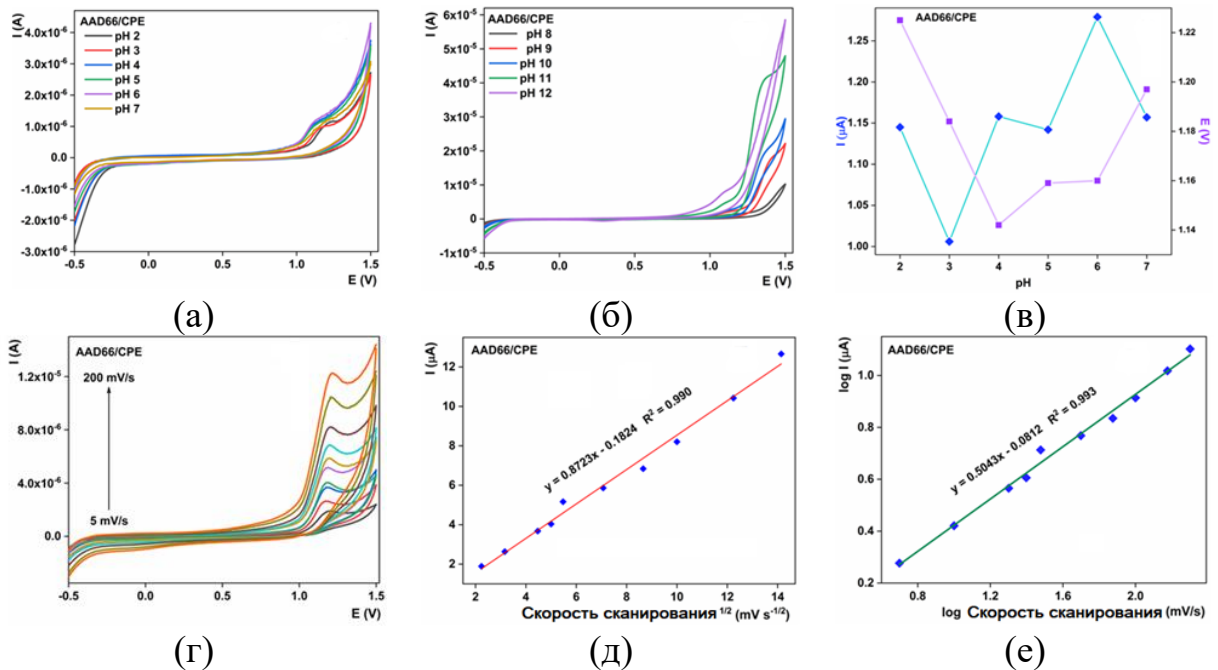 I (A)
AAD66/CPE
4.0x10⁻⁶
3.0x10⁻⁶
2.0x10⁻⁶
1.0x10⁻⁶
0.0
-1.0x10⁻⁶
-2.0x10⁻⁶
-3.0x10⁻⁶
pH 2
pH 3
pH 4
pH 5
pH 6
pH 7
-0.5 0.0 0.5 1.0 1.5
E (V)
(а)
I (A)
AAD66/CPE
6x10⁻⁵
5x10⁻⁵
4x10⁻⁵
3x10⁻⁵
2x10⁻⁵
1x10⁻⁵
0
-1x10⁻⁵
pH 8
pH 9
pH 10
pH 11
pH 12
-0.5 0.0 0.5 1.0 1.5
E (V)
(б)
AAD66/CPE
1.25
1.20
1.15
1.10
1.05
1.00
I (µA)
1.22
1.20
1.18
1.16
1.14
E (V)
2 3 4 5 6 7
pH
(в)
I (A)
AAD66/CPE
1.2x10⁻⁵
8.0x10⁻⁶
4.0x10⁻⁶
0.0
200 mV/s
5 mV/s
-0.5 0.0 0.5 1.0 1.5
E (V)
(г)
I (µA)
AAD66/CPE
12
10
8
6
4
2
y = 0.8723x - 0.1824 R² = 0.990
2 4 6 8 10 12 14
Скорость сканирования ¹ᐟ² (mV s⁻¹ᐟ²)
(д)
log I (µA)
AAD66/CPE
1.0
0.8
0.6
0.4
0.2
y = 0.5043x - 0.0812 R² = 0.993
0.8 1.2 1.6 2.0
log Скорость сканирования (mV/s)
(е)